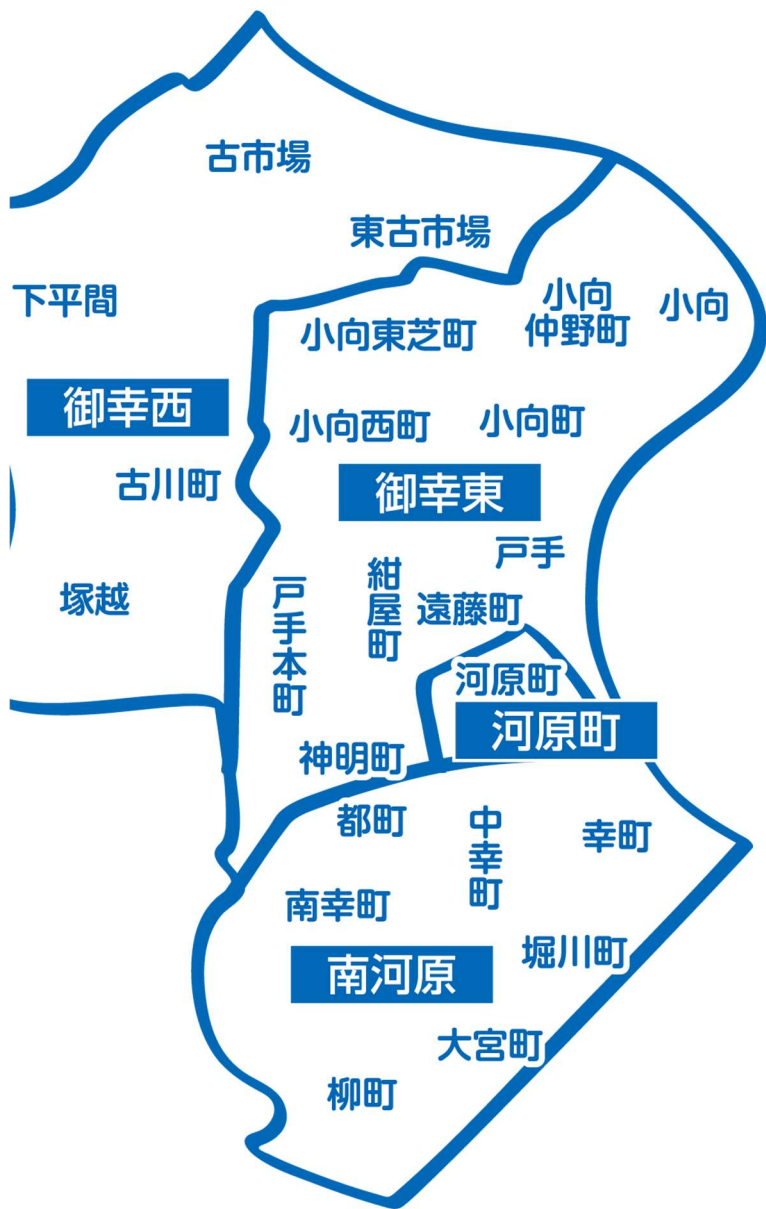 古市場
東古市場
下平間
小向
仲野町
小向
小向東芝町
御幸西
小向西町
小向町
古川町
御幸東
戸手
紺屋町
遠藤町
塚越
戸手本町
河原町
河原町
神明町
都町
中幸町
幸町
南幸町
堀川町
南河原
大宮町
柳町